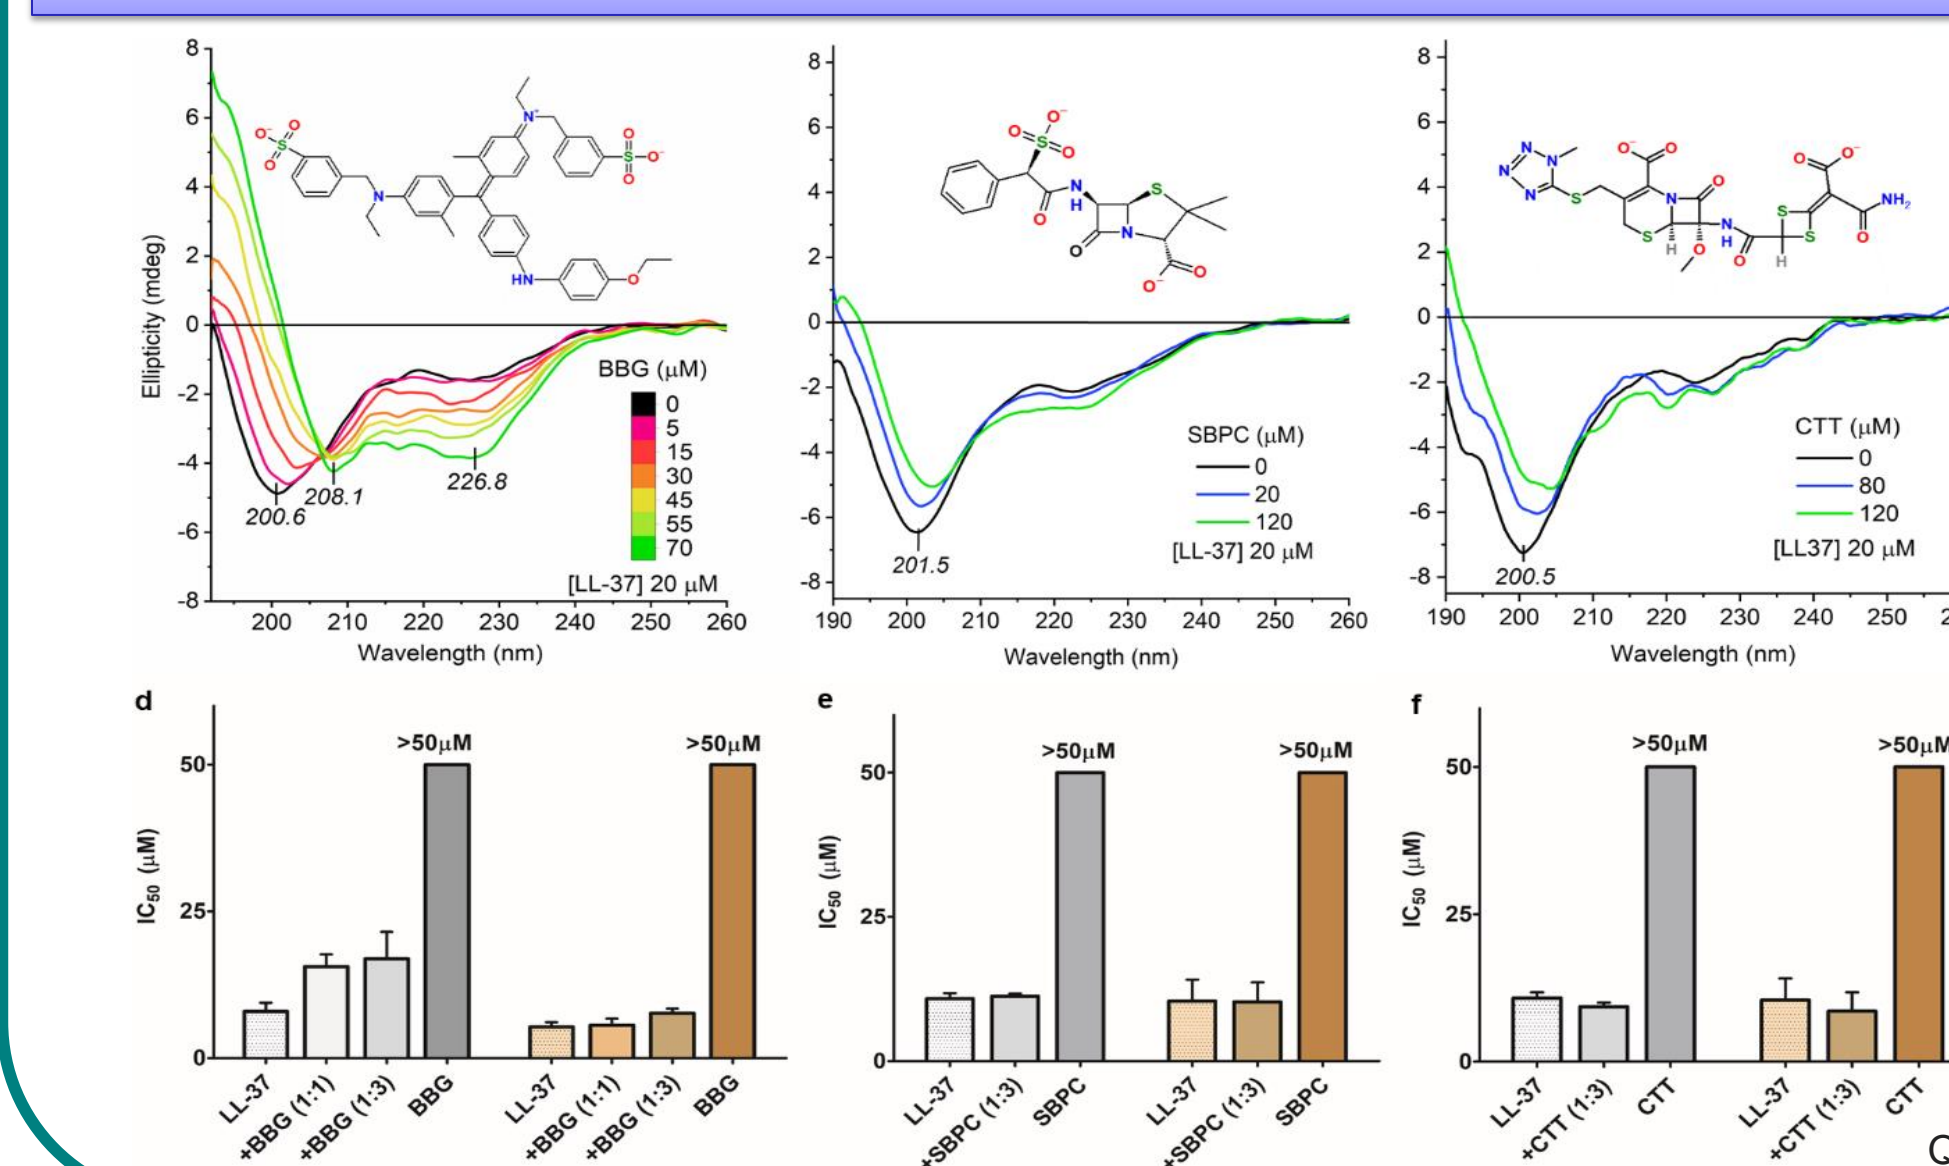 8
6
4
2
0
-2
-4
-6
-8
Ellipticity (mdeg)
200
210
220
230
240
250
260
Wavelength (nm)
O⁻
O
S
O
N
N⁺
O
S
O⁻
O
HN
O
200.6
208.1
226.8
BBG (μM)
0
5
15
30
45
55
70
[LL-37] 20 μM
8
6
4
2
0
-2
-4
-6
-8
190
200
210
220
230
240
250
260
Wavelength (nm)
O⁻
O
S
O
N
H
O
S
O
N
O
O⁻
201.5
SBPC (μM)
0
20
120
[LL-37] 20 μM
8
6
4
2
0
-2
-4
-6
-8
190
200
210
220
230
240
250
2
Wavelength (nm)
N
N
N
N
S
O⁻
O
N
O
S
H
O
N
H
O
S
S
H
O
O⁻
NH₂
O
200.5
CTT (μM)
0
80
120
[LL37] 20 μM
d
IC₅₀ (μM)
50
25
0
>50μM
>50μM
LL-37
+BBG (1:1)
+BBG (1:3)
BBG
LL-37
+BBG (1:1)
+BBG (1:3)
BBG
e
IC₅₀ (μM)
50
25
0
>50μM
>50μM
LL-37
+SBPC (1:3)
SBPC
LL-37
+SBPC (1:3)
SBPC
f
IC₅₀ (μM)
50
25
0
>50μM
>50μM
LL-37
+CTT (1:3)
CTT
LL-37
+CTT (1:3)
CTT